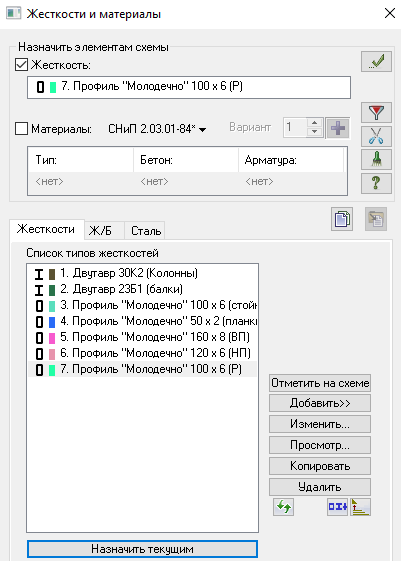 Жесткости и материалы
Назначить элементам схемы
Жесткость:
7. Профиль "Молодечно" 100 x 6 (Р)
Материалы: СНиП 2.03.01-84* Вариант 1
Тип: Бетон: Арматура:
<нет> <нет> <нет>
Жесткости Ж/Б Сталь
Список типов жесткостей
1. Двутавр 30К2 (Колонны)
2. Двутавр 23Б1 (балки)
3. Профиль "Молодечно" 100 x 6 (стой
4. Профиль "Молодечно" 50 x 2 (планк
5. Профиль "Молодечно" 160 x 8 (ВП)
6. Профиль "Молодечно" 120 x 6 (НП)
7. Профиль "Молодечно" 100 x 6 (Р)
Отметить на схеме
Добавить>>
Изменить...
Просмотр...
Копировать
Удалить
Назначить текущим